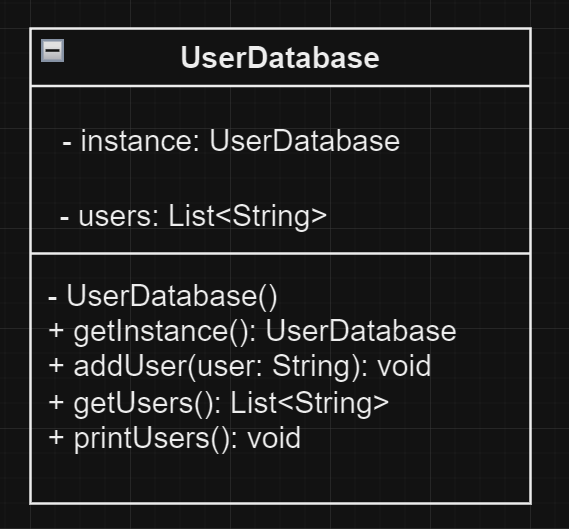 UserDatabase
- instance: UserDatabase
- users: List<String>
- UserDatabase()
+ getInstance(): UserDatabase
+ addUser(user: String): void
+ getUsers(): List<String>
+ printUsers(): void